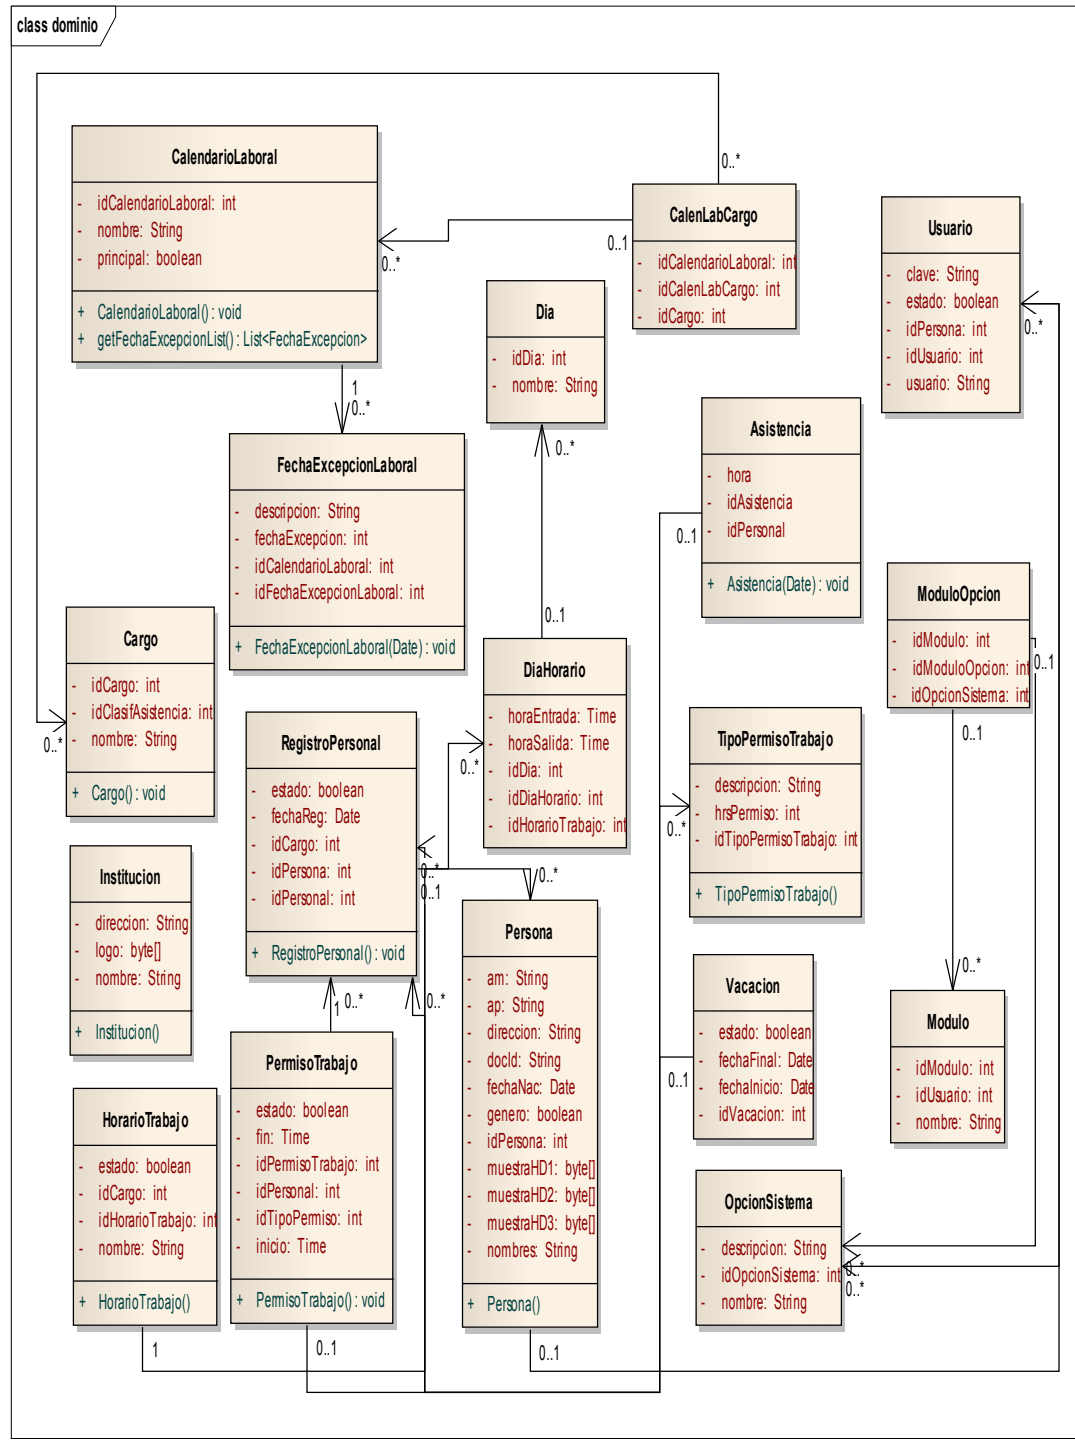 class dominio
CalendarioLaboral
- idCalendarioLaboral: int
- nombre: String
- principal: boolean
+ CalendarioLaboral() : void
+ getFechaExcepcionList() : List<FechaExcepcion>
0..*
1
0..*
0..*
CalenLabCargo
- idCalendarioLaboral: int
- idCalenLabCargo: int
- idCargo: int
0..1
Usuario
- clave: String
- estado: boolean
- idPersona: int
- idUsuario: int
- usuario: String
0..*
Dia
- idDia: int
- nombre: String
0..*
0..1
FechaExcepcionLaboral
- descripcion: String
- fechaExcepcion: int
- idCalendarioLaboral: int
- idFechaExcepcionLaboral: int
+ FechaExcepcionLaboral(Date) : void
Asistencia
- hora
- idAsistencia
- idPersonal
+ Asistencia(Date) : void
0..1
ModuloOpcion
- idModulo: int
- idModuloOpcion: int
- idOpcionSistema: int
0..1
0..1
Cargo
- idCargo: int
- idClasifAsistencia: int
- nombre: String
+ Cargo() : void
0..*
DiaHorario
- horaEntrada: Time
- horaSalida: Time
- idDia: int
- idDiaHorario: int
- idHorarioTrabajo: int
0..*
RegistroPersonal
- estado: boolean
- fechaReg: Date
- idCargo: int
- idPersona: int
- idPersonal: int
+ RegistroPersonal() : void
0..*
0..1
0..*
1
0..*
0..*
TipoPermisoTrabajo
- descripcion: String
- hrsPermiso: int
- idTipoPermisoTrabajo: int
+ TipoPermisoTrabajo()
0..*
Institucion
- direccion: String
- logo: byte[]
- nombre: String
+ Institucion()
Persona
- am: String
- ap: String
- direccion: String
- docId: String
- fechaNac: Date
- genero: boolean
- idPersona: int
- muestraHD1: byte[]
- muestraHD2: byte[]
- muestraHD3: byte[]
- nombres: String
+ Persona()
0..1
Vacacion
- estado: boolean
- fechaFinal: Date
- fechaInicio: Date
- idVacacion: int
0..1
0..*
Modulo
- idModulo: int
- idUsuario: int
- nombre: String
PermisoTrabajo
- estado: boolean
- fin: Time
- idPermisoTrabajo: int
- idPersonal: int
- idTipoPermiso: int
- inicio: Time
+ PermisoTrabajo() : void
0..1
HorarioTrabajo
- estado: boolean
- idCargo: int
- idHorarioTrabajo: int
- nombre: String
+ HorarioTrabajo()
1
OpcionSistema
- descripcion: String
- idOpcionSistema: int
- nombre: String
0..*
0..*